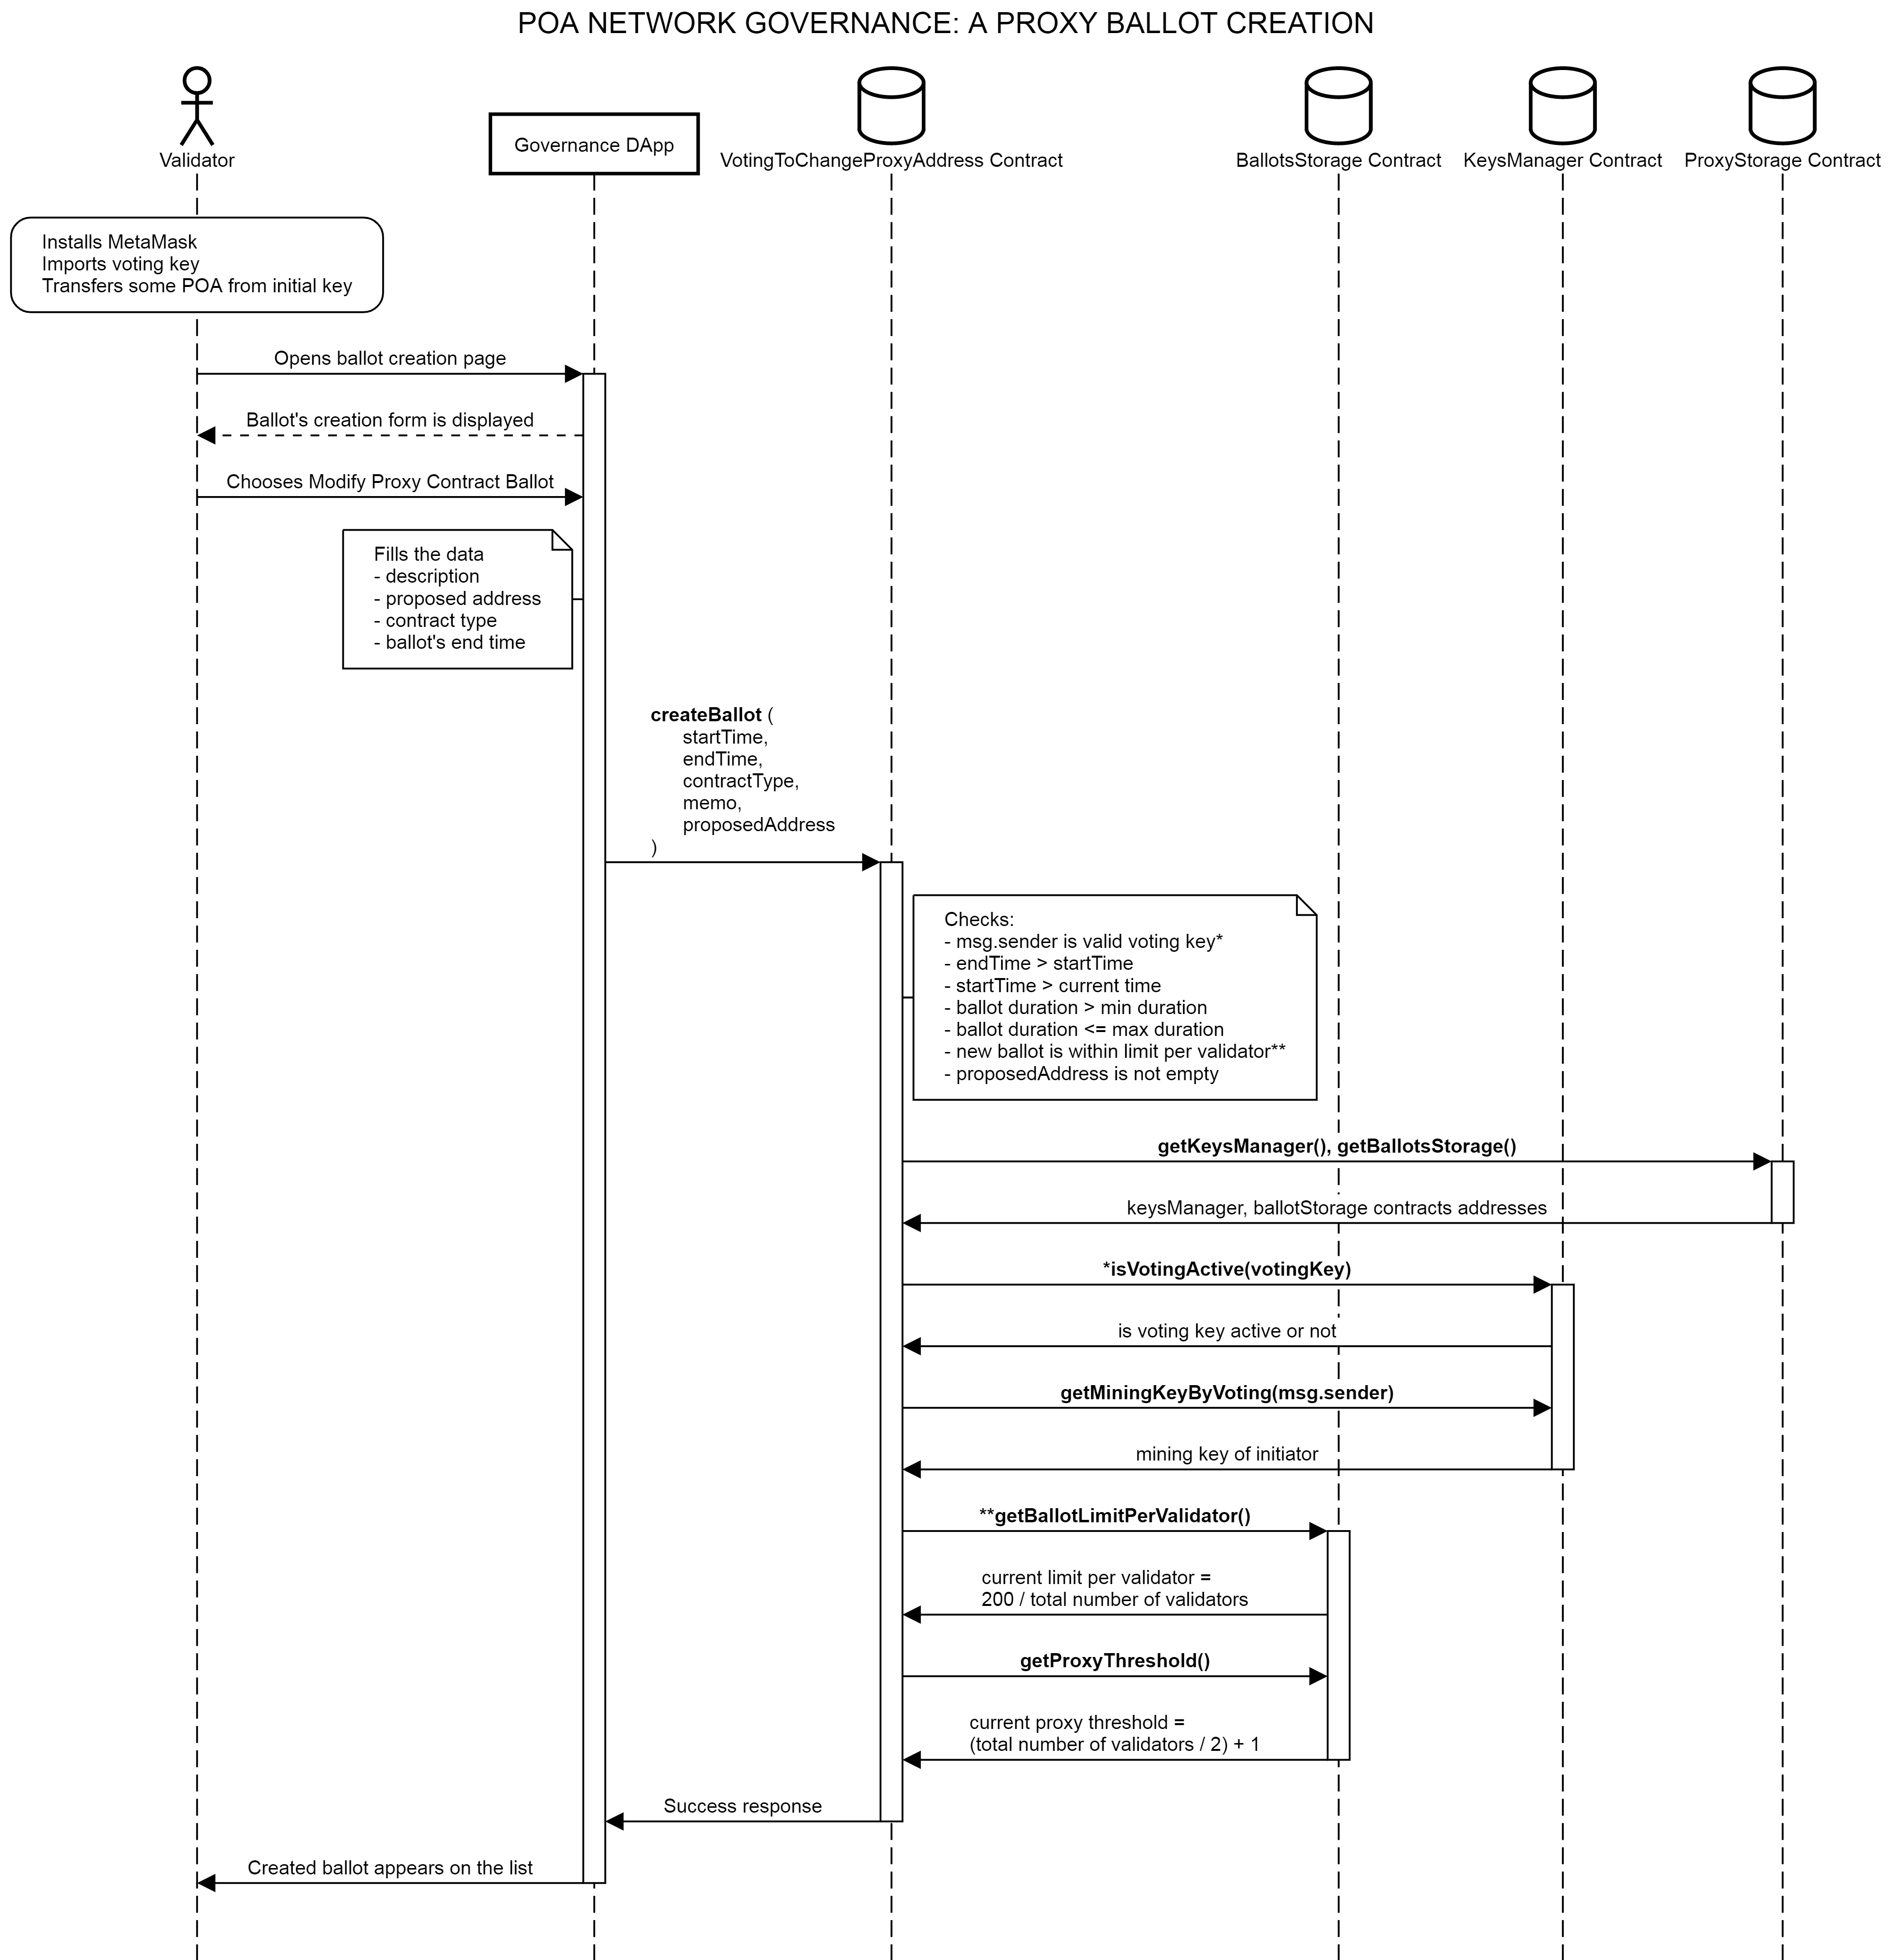 POA NETWORK GOVERNANCE: A PROXY BALLOT CREATION
Validator
Governance DApp
VotingToChangeProxyAddress Contract
BallotsStorage Contract
KeysManager Contract
ProxyStorage Contract
Installs MetaMask
Imports voting key
Transfers some POA from initial key
Opens ballot creation page
Ballot's creation form is displayed
Chooses Modify Proxy Contract Ballot
Fills the data
- description
- proposed address
- contract type
- ballot's end time
createBallot (
startTime,
endTime,
contractType,
memo,
proposedAddress
)
Checks:
- msg.sender is valid voting key*
- endTime > startTime
- startTime > current time
- ballot duration > min duration
- ballot duration <= max duration
- new ballot is within limit per validator**
- proposedAddress is not empty
getKeysManager(), getBallotsStorage()
keysManager, ballotStorage contracts addresses
*isVotingActive(votingKey)
is voting key active or not
getMiningKeyByVoting(msg.sender)
mining key of initiator
**getBallotLimitPerValidator()
current limit per validator =
200 / total number of validators
getProxyThreshold()
current proxy threshold =
(total number of validators / 2) + 1
Success response
Created ballot appears on the list